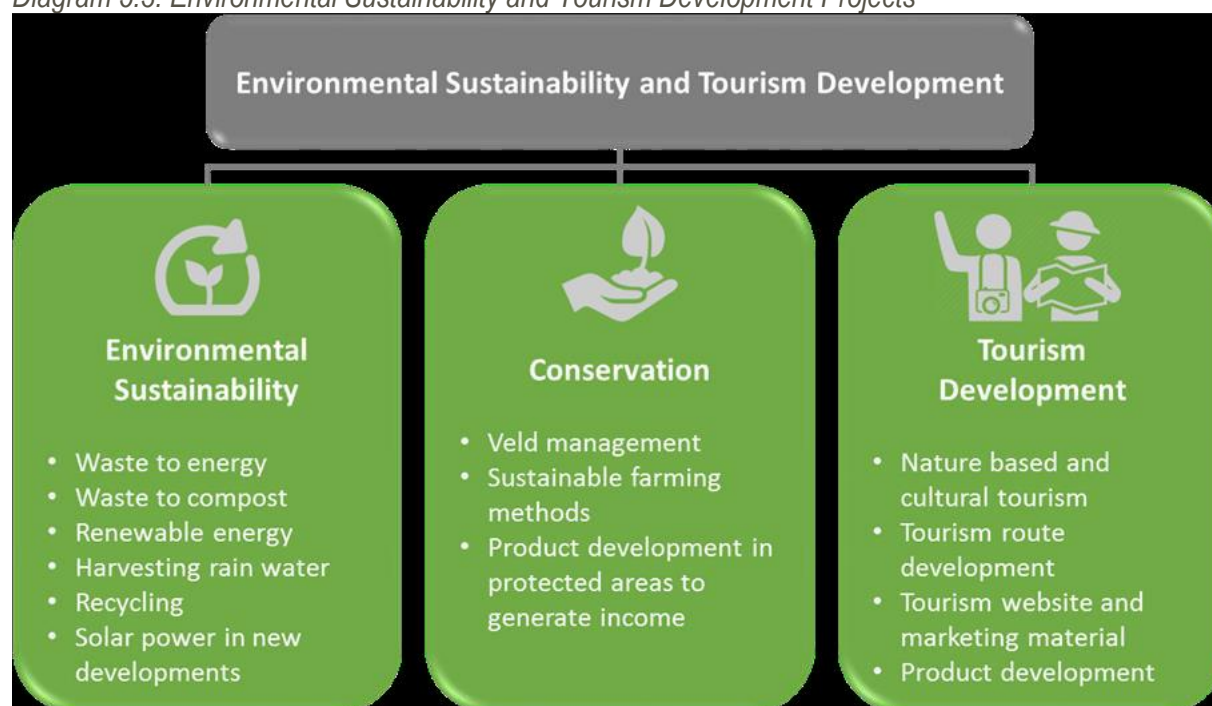 Diagram 5.5: Environmental Sustainability and Tourism Development Projects
Environmental Sustainability and Tourism Development
Environmental
Sustainability
• Waste to energy
• Waste to compost
• Renewable energy
• Harvesting rain water
• Recycling
• Solar power in new
developments
Conservation
• Veld management
• Sustainable farming
methods
• Product development in
protected areas to
generate income
Tourism
Development
• Nature based and
cultural tourism
• Tourism route
development
• Tourism website and
marketing material
• Product development